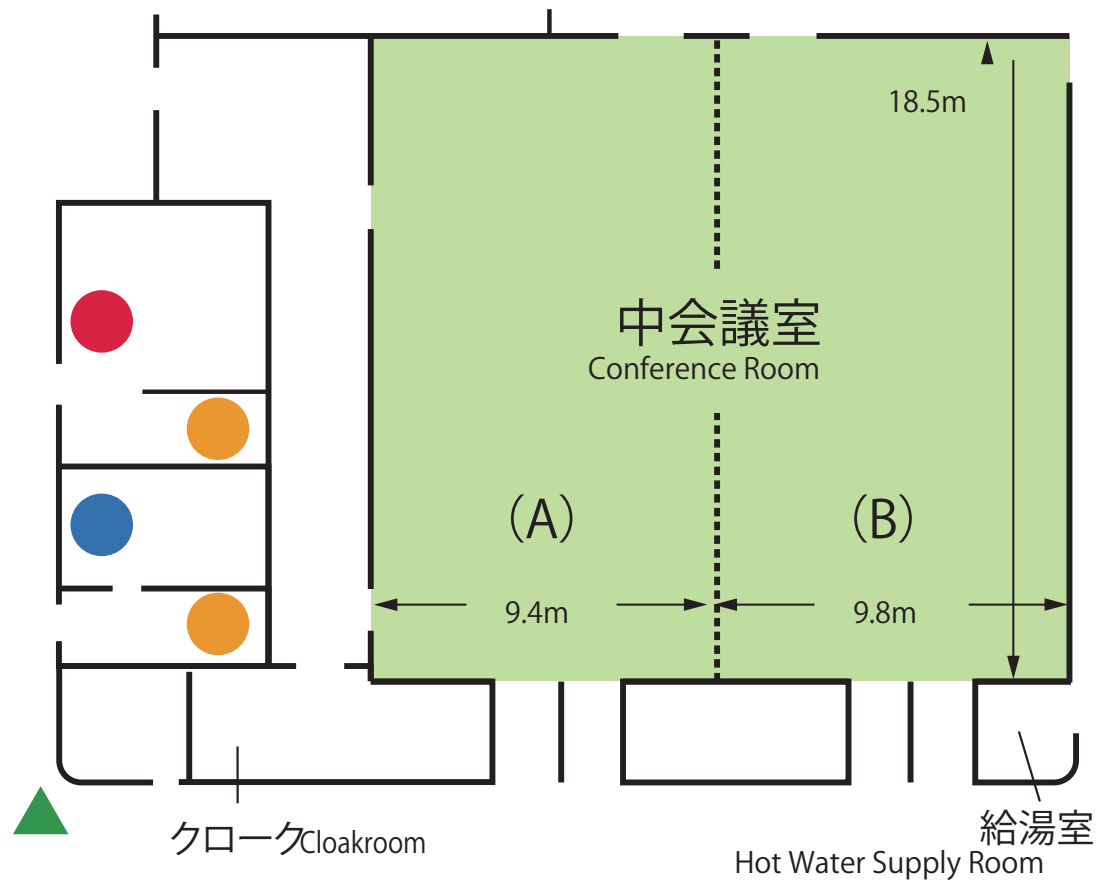 18.5m
中会議室
Conference Room
(A)
(B)
9.4m
9.8m
クロークCloakroom
給湯室
Hot Water Supply Room